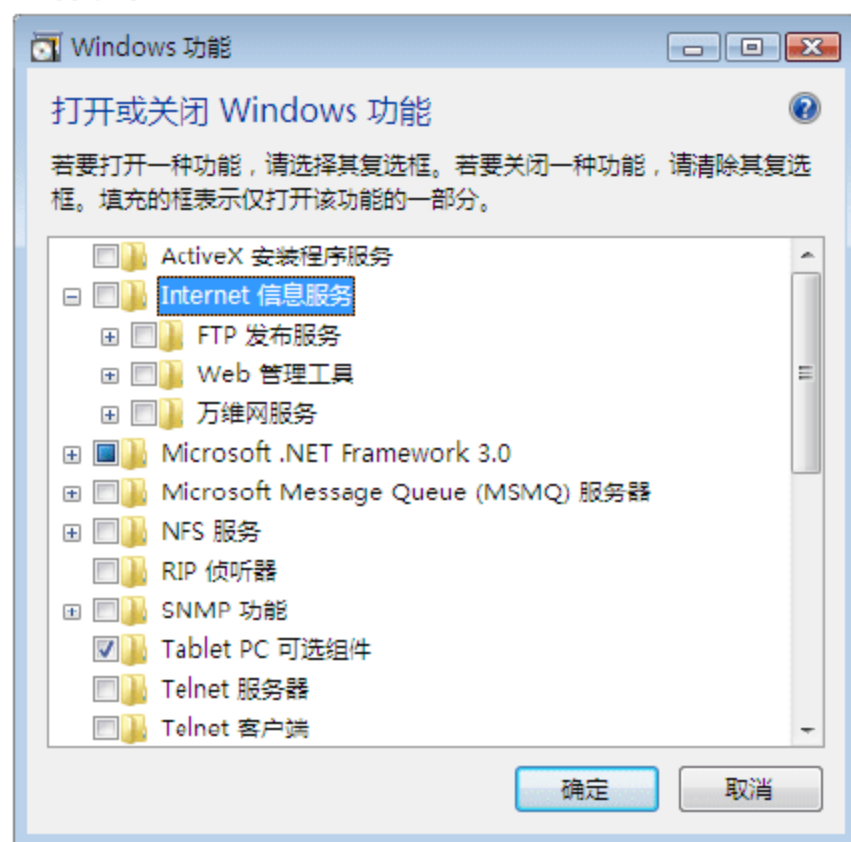 Windows 功能
打开或关闭 Windows 功能
若要打开一种功能，请选择其复选框。若要关闭一种功能，请清除其复选
框。填充的框表示仅打开该功能的一部分。
ActiveX 安装程序服务
Internet 信息服务
FTP 发布服务
Web 管理工具
万维网服务
Microsoft .NET Framework 3.0
Microsoft Message Queue (MSMQ) 服务器
NFS 服务
RIP 侦听器
SNMP 功能
Tablet PC 可选组件
Telnet 服务器
Telnet 客户端
确定
取消